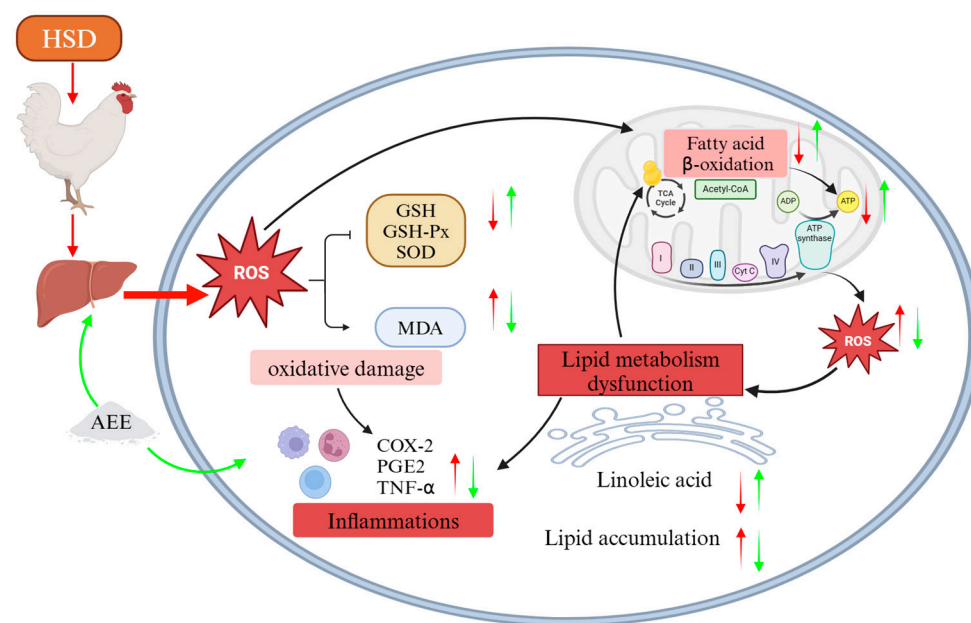 HSD
ROS
GSH
GSH-Px
SOD
MDA
oxidative damage
AEE
COX-2
PGE2
TNF-α
Inflammations
Fatty acid
β-oxidation
Acetyl-CoA
TCA
Cycle
ADP
ATP
ATP
synthase
I
II
III
Cyt C
IV
ROS
Lipid metabolism
dysfunction
Linoleic acid
Lipid accumulation